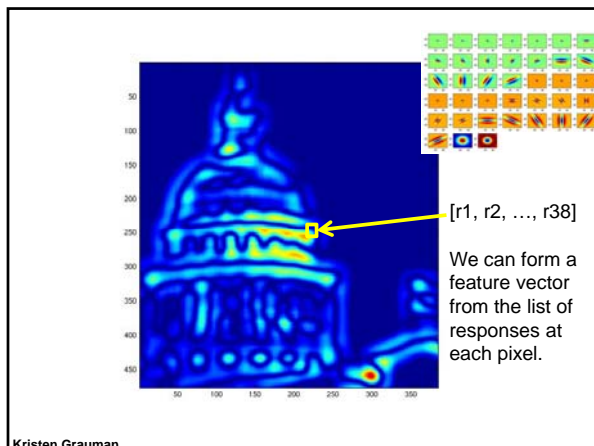 50
100
150
200
250
300
350
400
450
50 100 150 200 250 300 350
[r1, r2, …, r38]
We can form a
feature vector
from the list of
responses at
each pixel.
Kristen Grauman